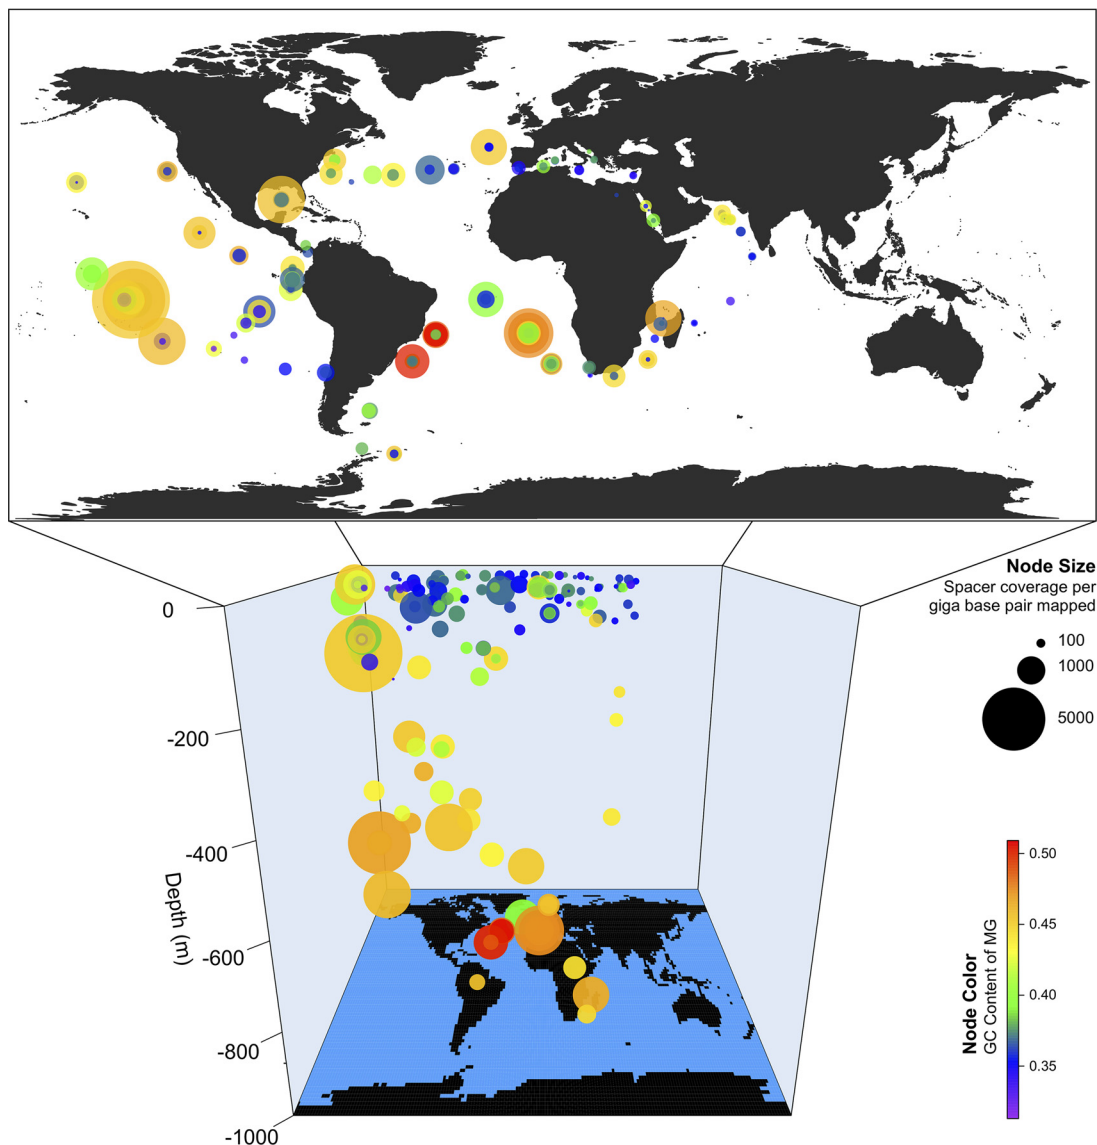 Node Size
Spacer coverage per
giga base pair mapped
100
1000
5000
0
-200
-400
-600
-800
-1000
Depth (m)
Node Color
GC Content of MG
0.50
0.45
0.40
0.35